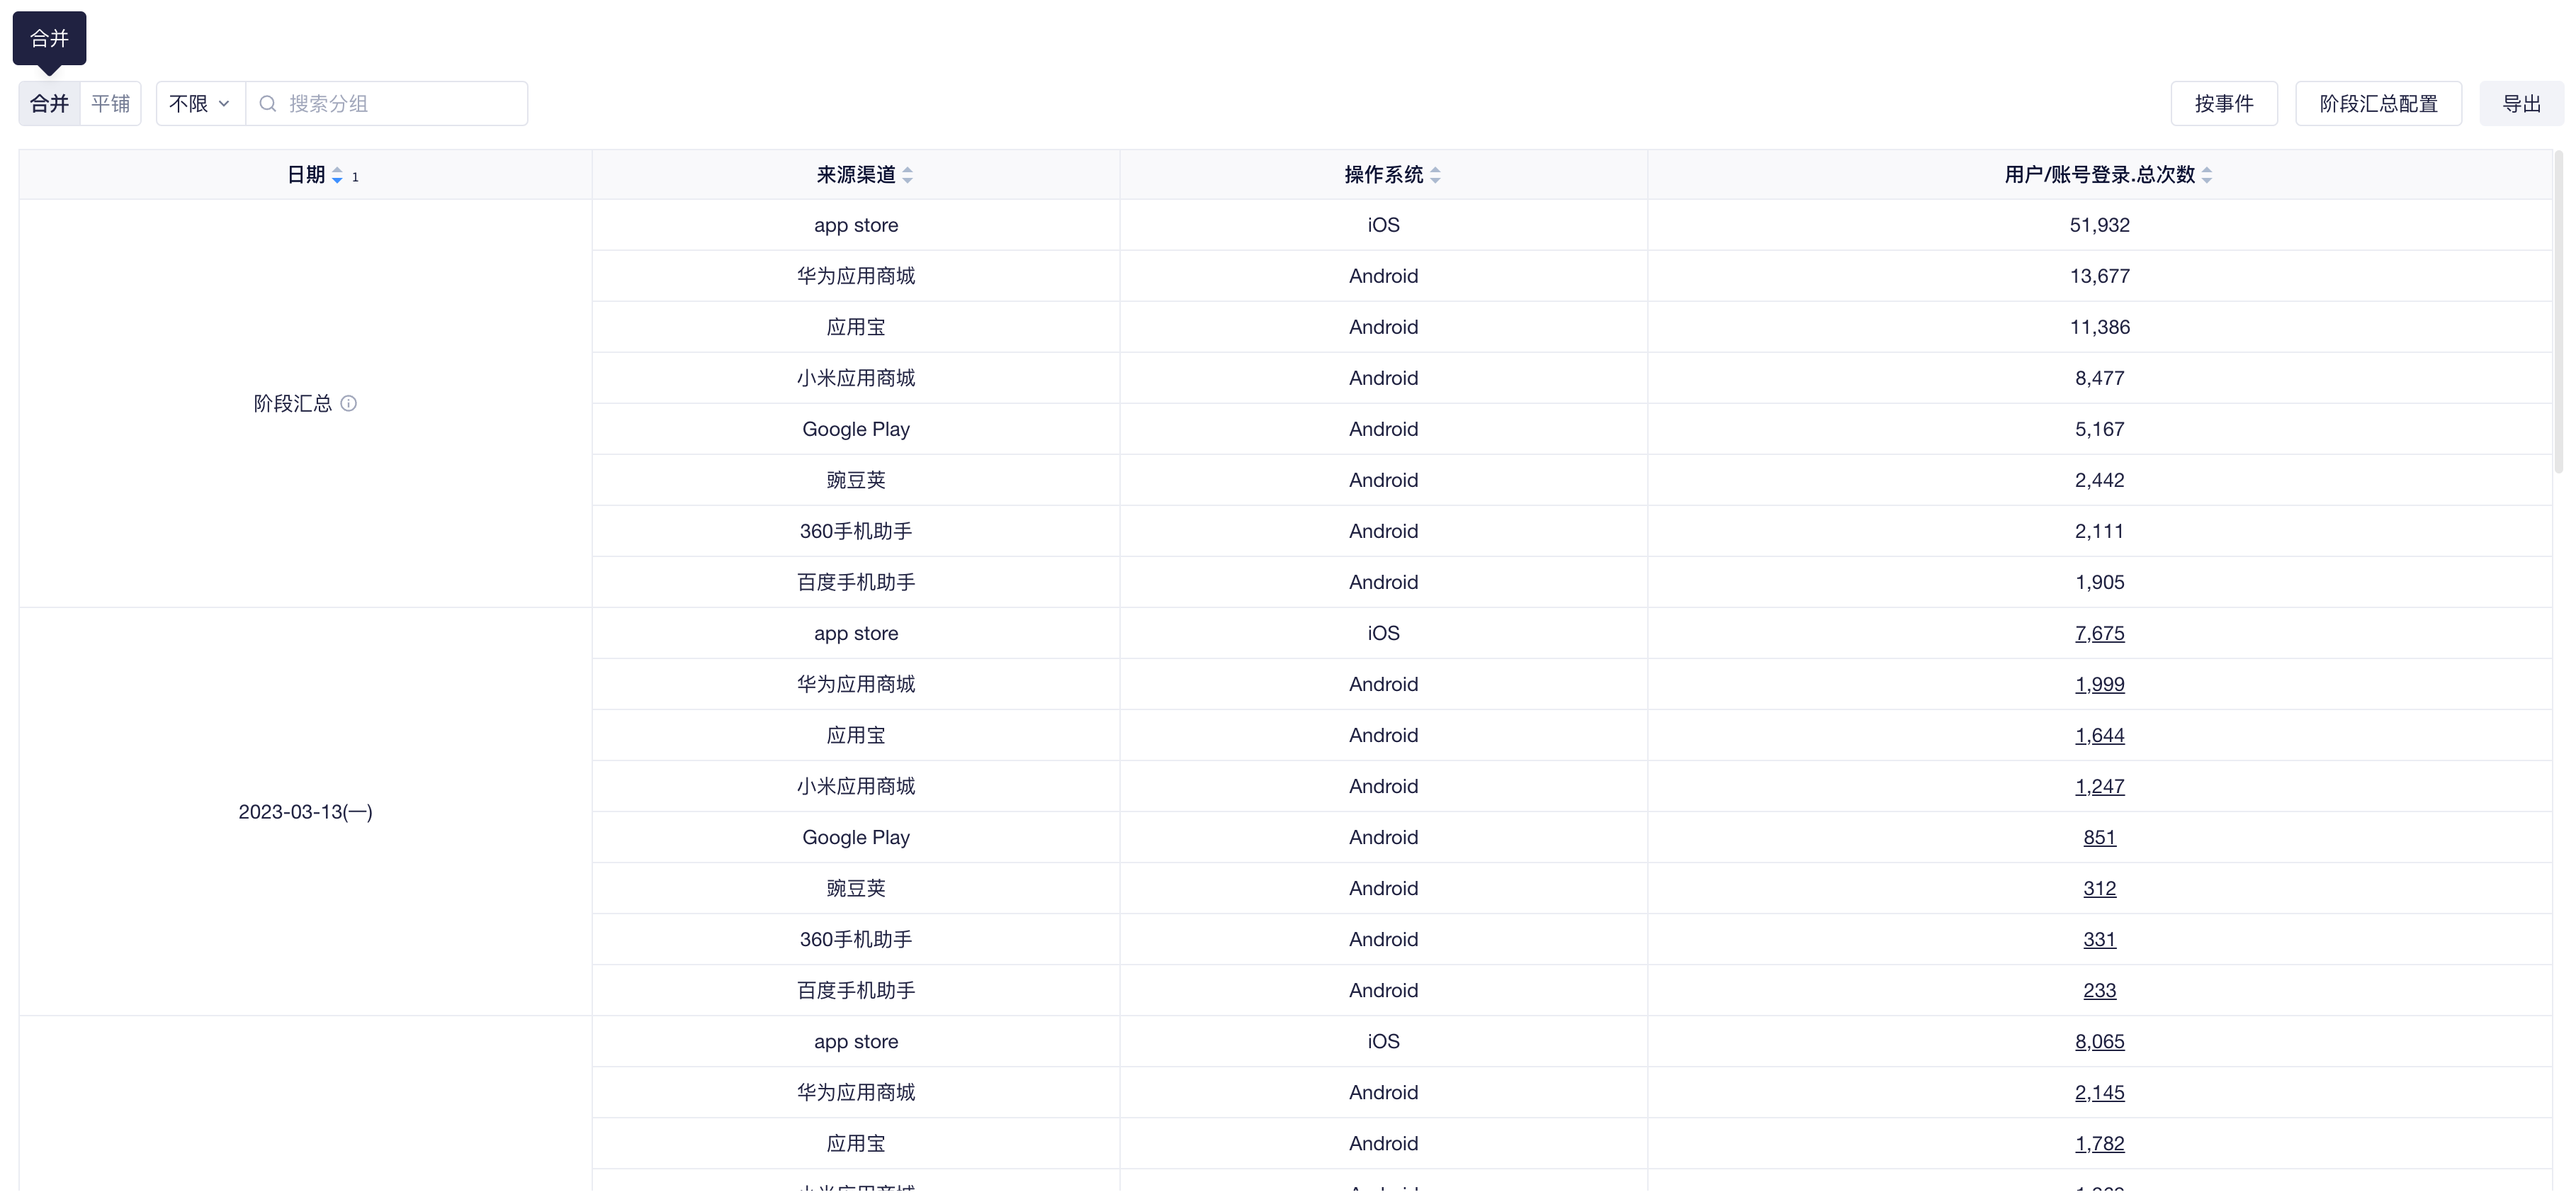 合并
合并 平铺 不限 搜索分组 按事件 阶段汇总配置 导出
日期 1 来源渠道 操作系统 用户/账号登录.总次数
app store iOS 51,932
华为应用商城 Android 13,677
应用宝 Android 11,386
小米应用商城 Android 8,477
阶段汇总
Google Play Android 5,167
豌豆荚 Android 2,442
360手机助手 Android 2,111
百度手机助手 Android 1,905
app store iOS 7,675
华为应用商城 Android 1,999
应用宝 Android 1,644
小米应用商城 Android 1,247
2023-03-13(一)
Google Play Android 851
豌豆荚 Android 312
360手机助手 Android 331
百度手机助手 Android 233
app store iOS 8,065
华为应用商城 Android 2,145
应用宝 Android 1,782
小米应用商城 Android